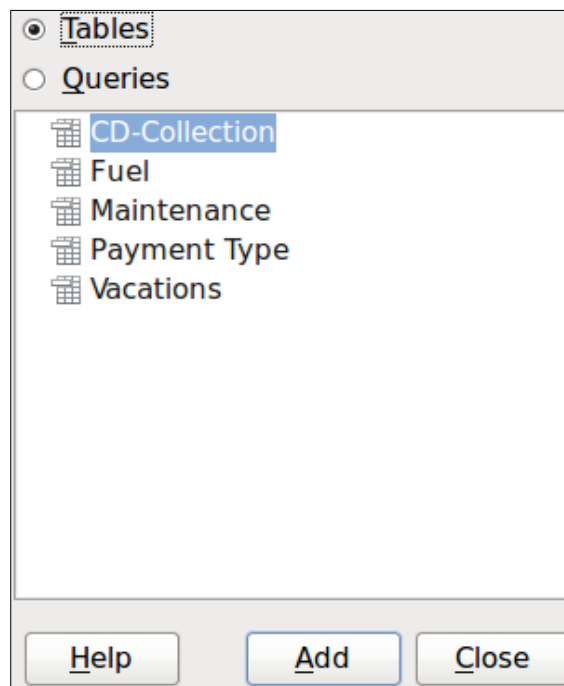 Tables
Queries
CD-Collection
Fuel
Maintenance
Payment Type
Vacations
Help Add Close